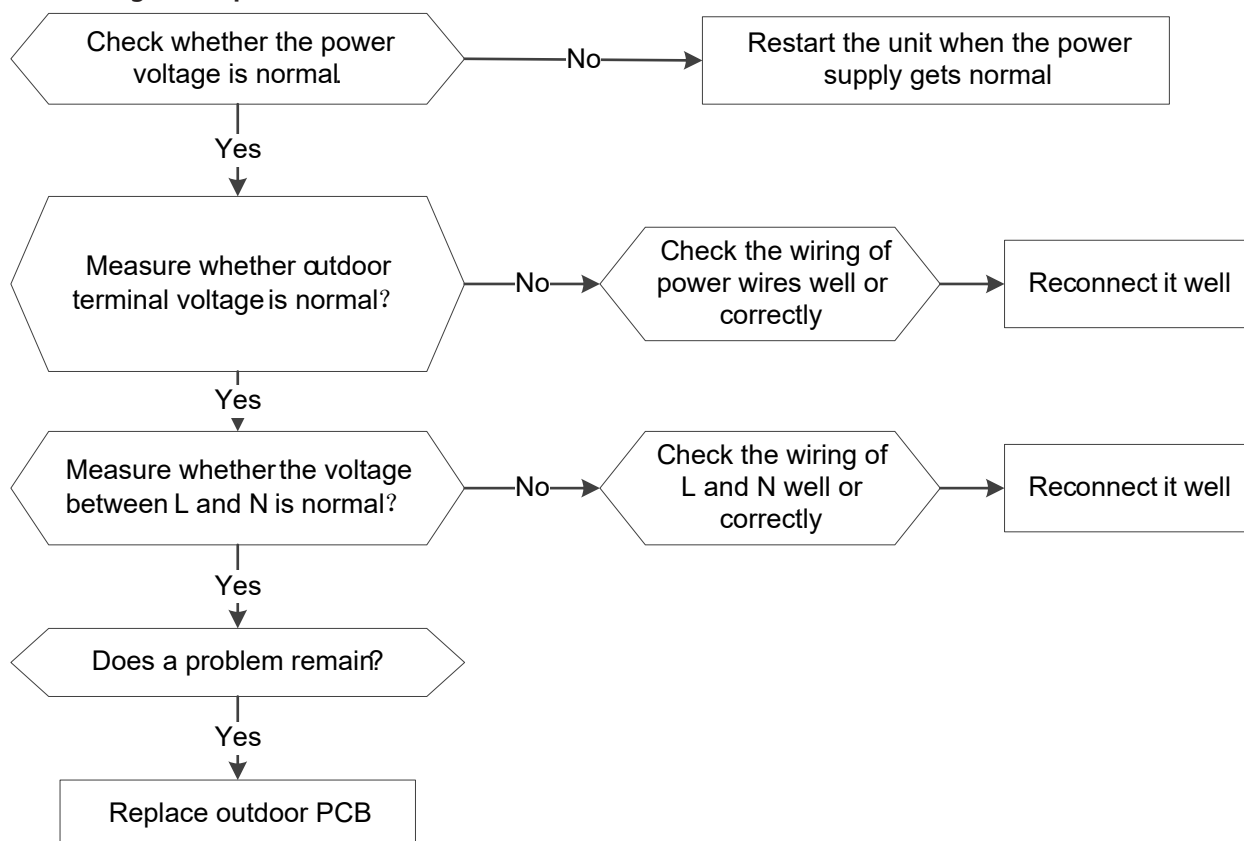 Check whether the power
voltage is normal.
No
Restart the unit when the power
supply gets normal
Yes
Measure whether outdoor
terminal voltage is normal?
No
Check the wiring of
power wires well or
correctly
Reconnect it well
Yes
Measure whether the voltage
between L and N is normal?
No
Check the wiring of
L and N well or
correctly
Reconnect it well
Yes
Does a problem remain?
Yes
Replace outdoor PCB